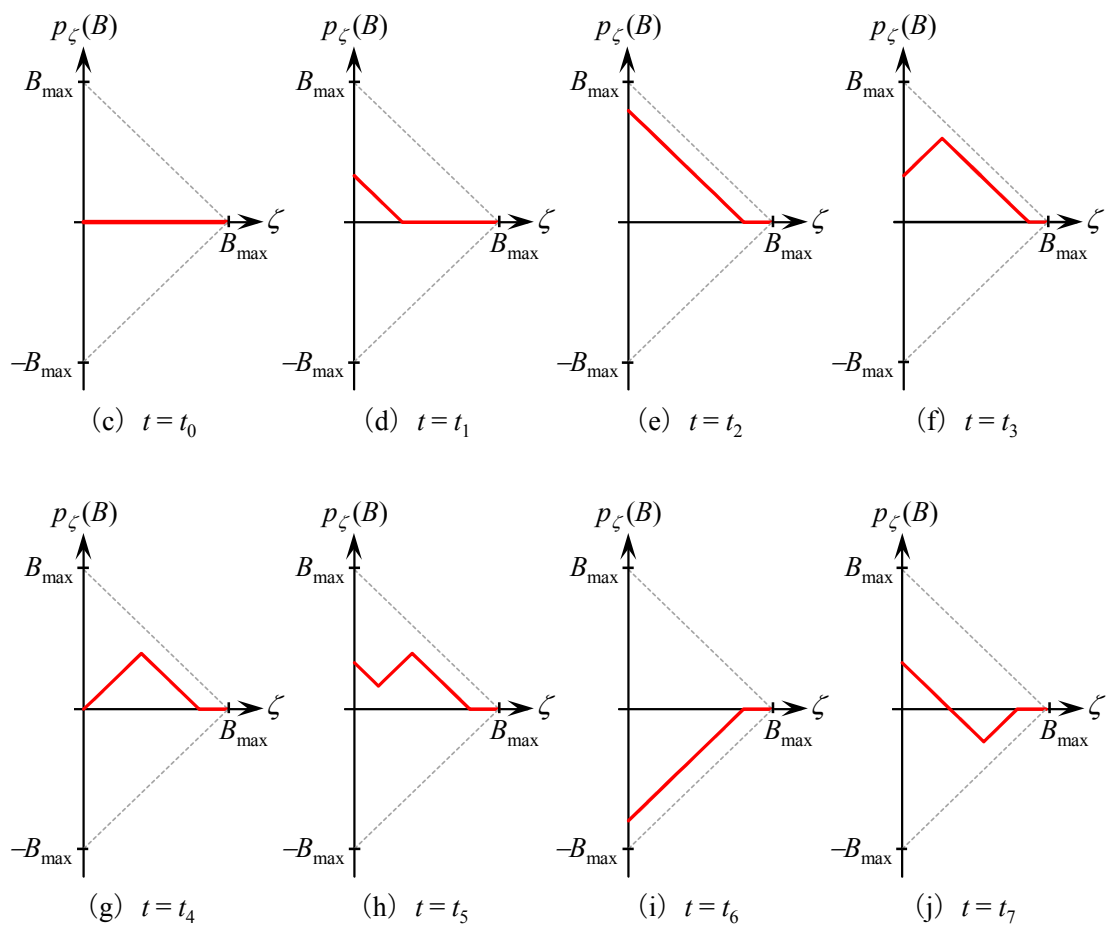 p_ζ(B) p_ζ(B) p_ζ(B) p_ζ(B)
B_max B_max B_max B_max
ζ ζ ζ ζ
B_max B_max B_max B_max
−B_max −B_max −B_max −B_max
(c) t = t_0 (d) t = t_1 (e) t = t_2 (f) t = t_3
p_ζ(B) p_ζ(B) p_ζ(B) p_ζ(B)
B_max B_max B_max B_max
ζ ζ ζ ζ
B_max B_max B_max B_max
−B_max −B_max −B_max −B_max
(g) t = t_4 (h) t = t_5 (i) t = t_6 (j) t = t_7